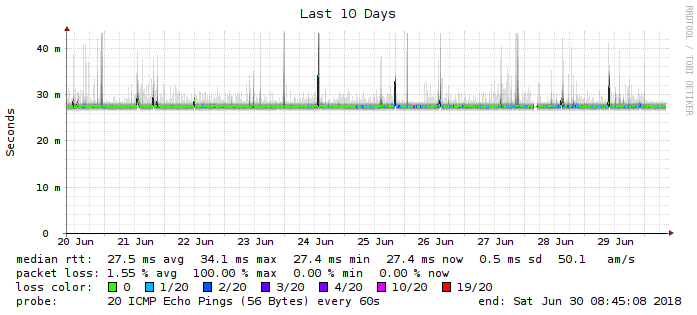 Last 10 Days
RRDTOOL / TOBI OETIKER
Seconds
40 m
30 m
20 m
10 m
0
20 Jun 21 Jun 22 Jun 23 Jun 24 Jun 25 Jun 26 Jun 27 Jun 28 Jun 29 Jun
median rtt: 27.5 ms avg 34.1 ms max 27.4 ms min 27.4 ms now 0.5 ms sd 50.1 am/s
packet loss: 1.55 % avg 100.00 % max 0.00 % min 0.00 % now
loss color: 0 1/20 2/20 3/20 4/20 10/20 19/20
probe: 20 ICMP Echo Pings (56 Bytes) every 60s end: Sat Jun 30 08:45:08 2018